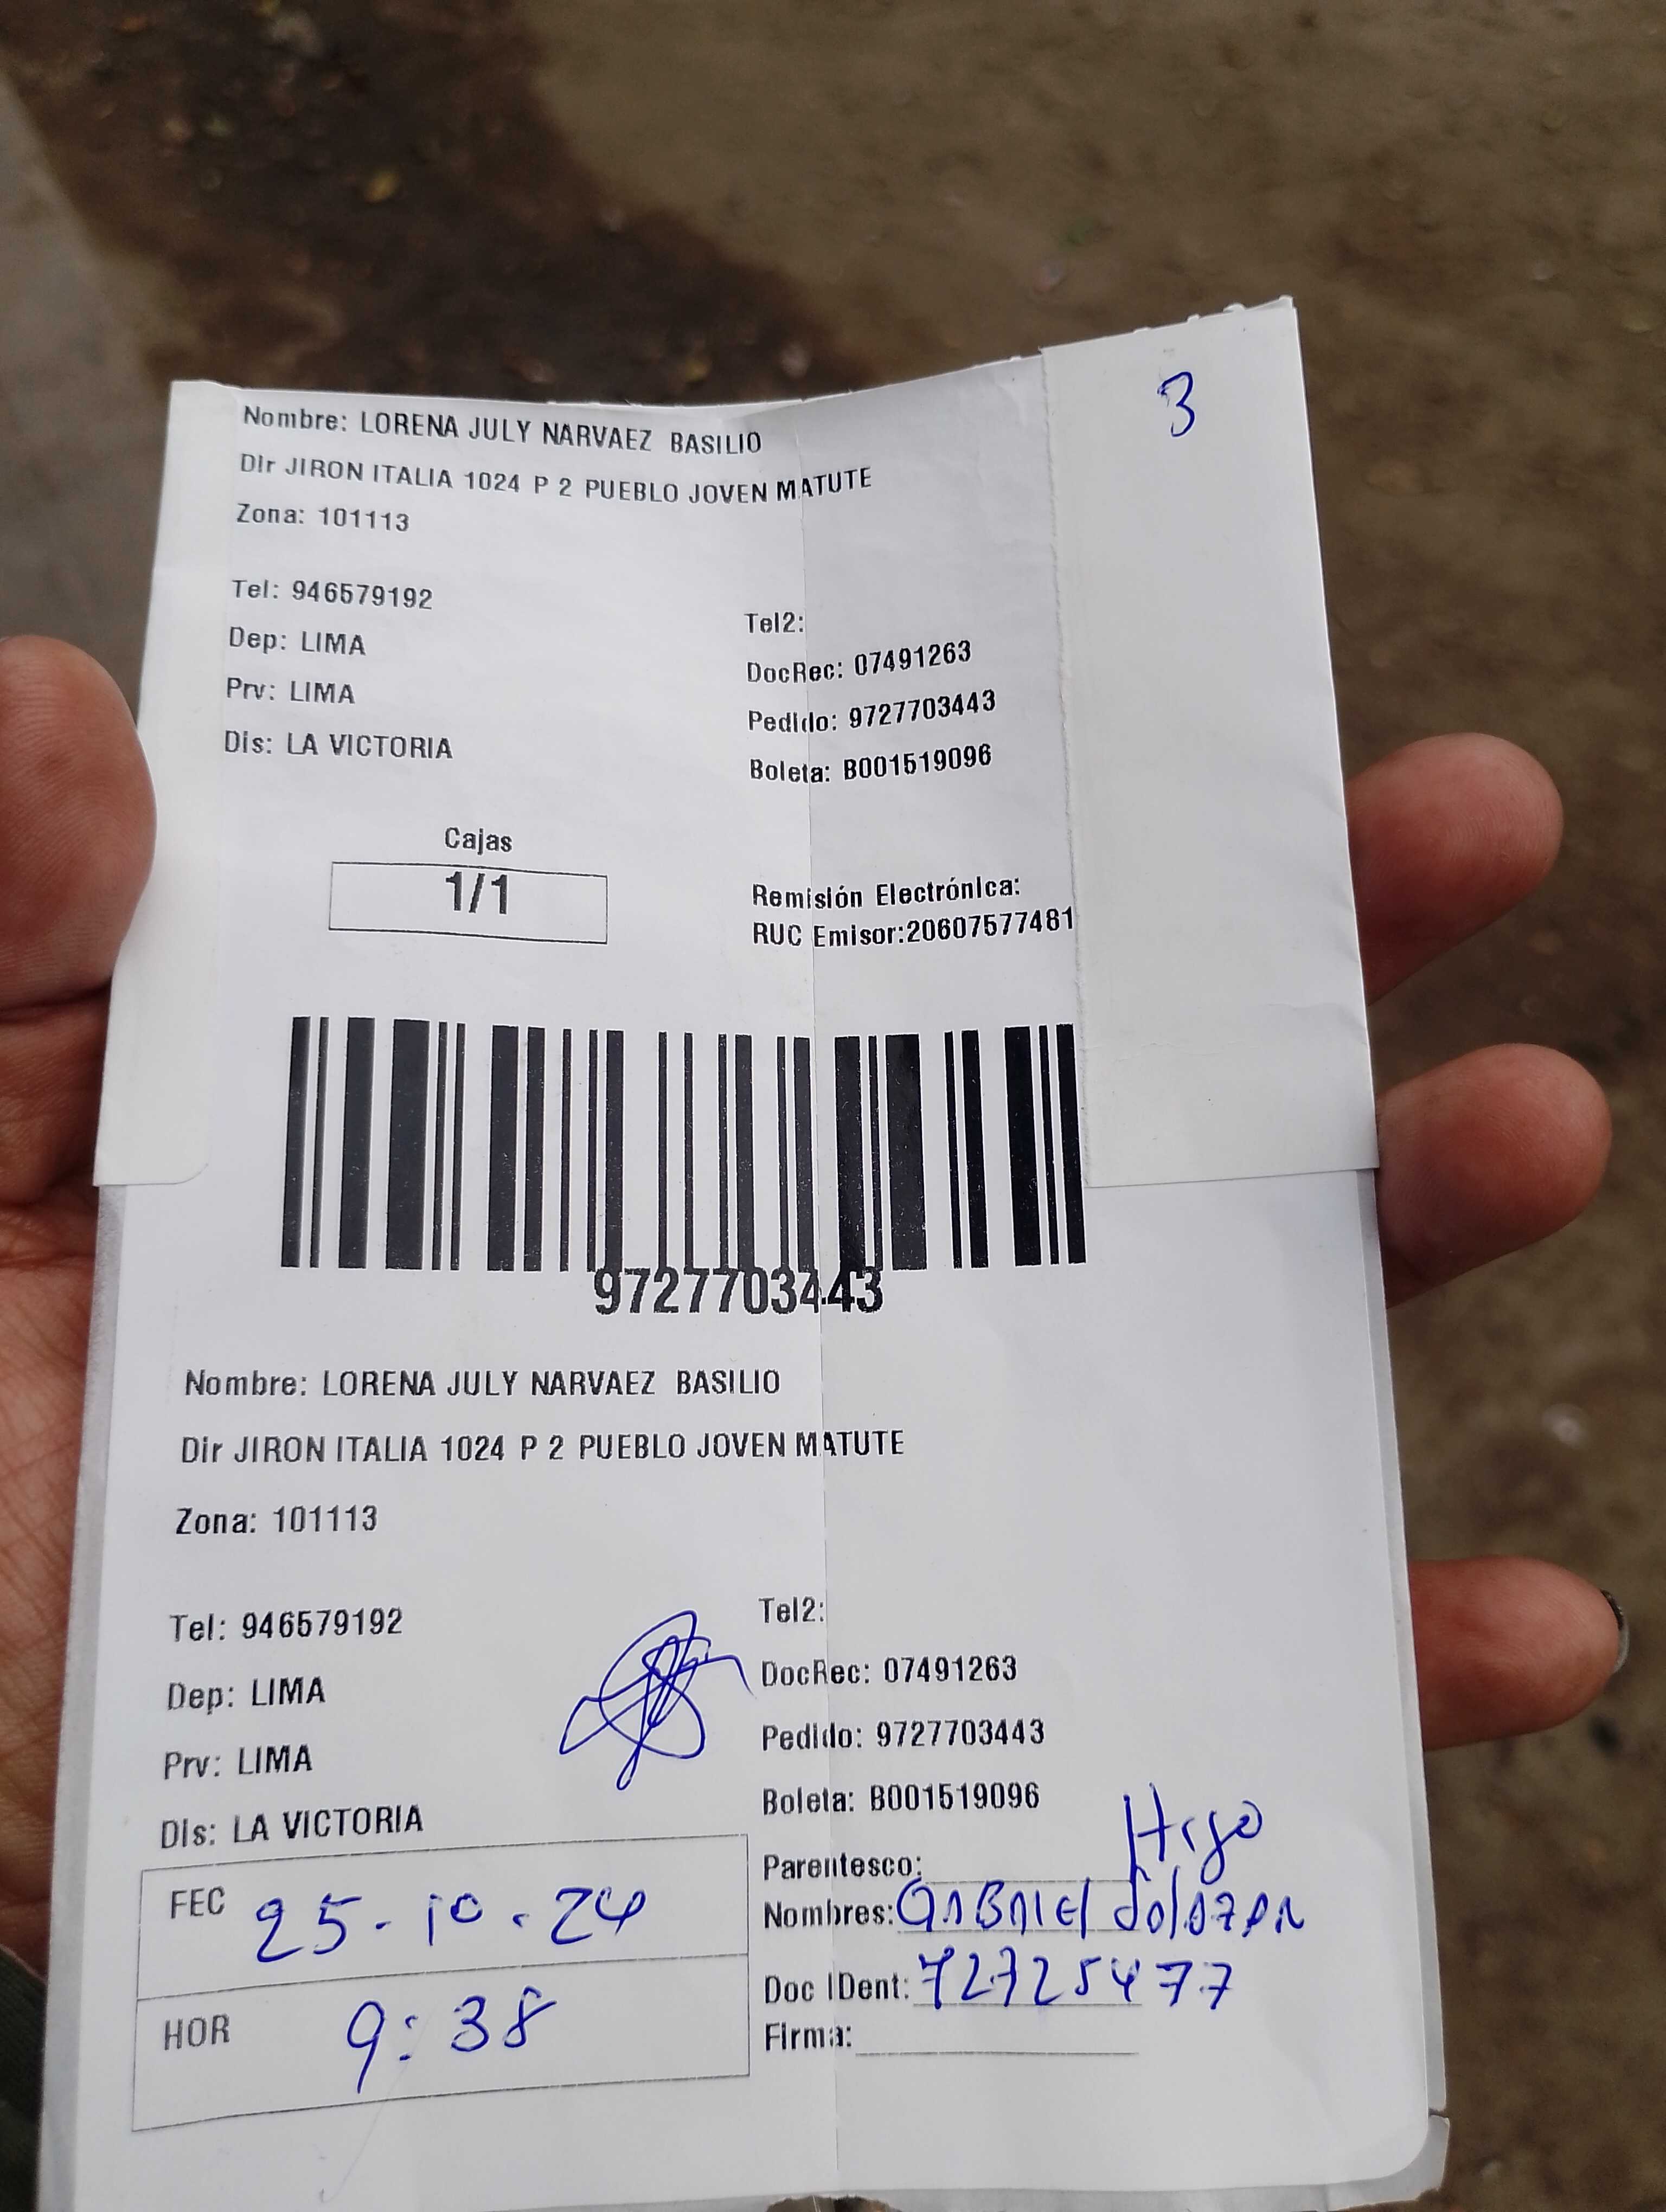 3
Nombre: LORENA JULY NARVAEZ BASILIO
Dir JIRON ITALIA 1024 P 2 PUEBLO JOVEN MATUTE
Zona: 101113
Tel: 946579192
Tel2:
Dep: LIMA
DocRec: 07491263
Prv: LIMA
Pedido: 9727703443
Dis: LA VICTORIA
Boleta: B001519096
Cajas
1/1
Remisión Electrónica:
RUC Emisor:20607577481
9727703443
Nombre: LORENA JULY NARVAEZ BASILIO
Dir JIRON ITALIA 1024 P 2 PUEBLO JOVEN MATUTE
Zona: 101113
Tel: 946579192
Tel2:
Dep: LIMA
DocRec: 07491263
Prv: LIMA
Pedido: 9727703443
Dis: LA VICTORIA
Boleta: B001519096
Parentesco: Hijo
FEC 25-10-24
Nombres: GABRIEl Solazar
Doc IDent: 72725477
HOR 9:38
Firma: